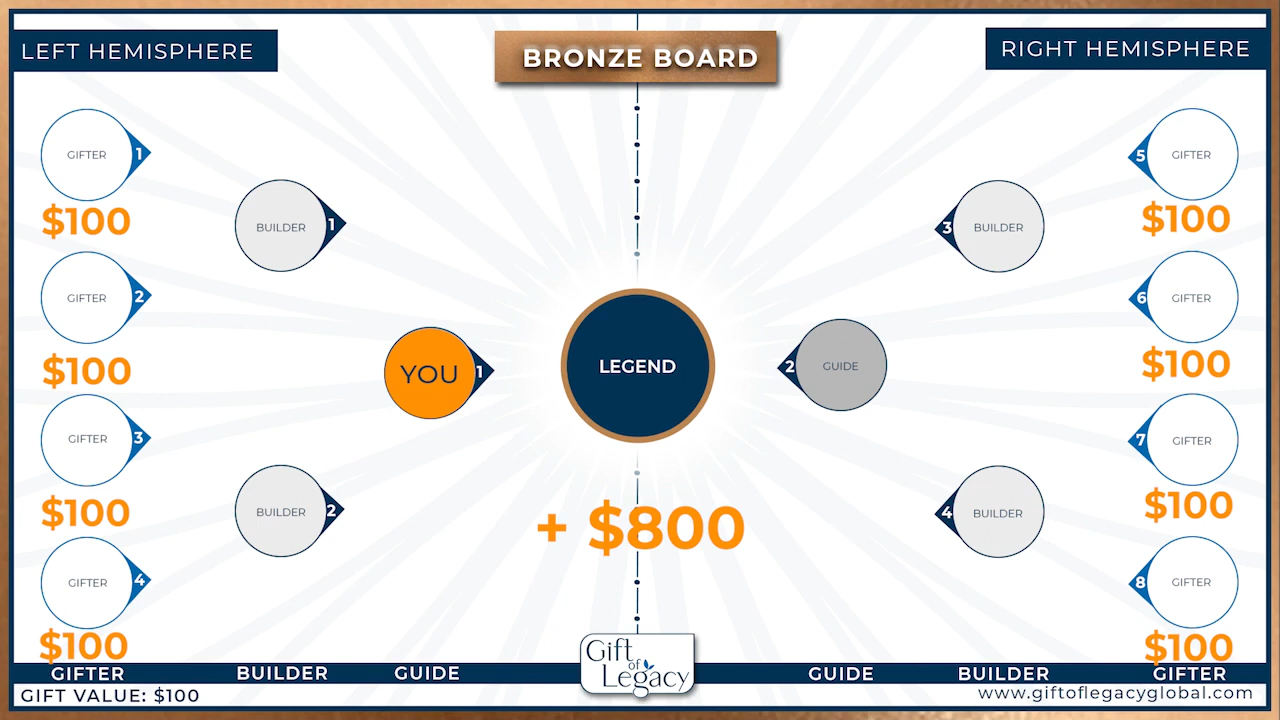 LEFT HEMISPHERE
BRONZE BOARD
RIGHT HEMISPHERE
GIFTER
1
$100
GIFTER
2
$100
GIFTER
3
$100
GIFTER
4
$100
BUILDER
1
BUILDER
2
YOU
1
LEGEND
+ $800
2
GUIDE
3
BUILDER
4
BUILDER
5
GIFTER
$100
6
GIFTER
$100
7
GIFTER
$100
8
GIFTER
$100
GIFTER
BUILDER
GUIDE
Gift
of
Legacy
GUIDE
BUILDER
GIFTER
GIFT VALUE: $100
www.giftoflegacyglobal.com